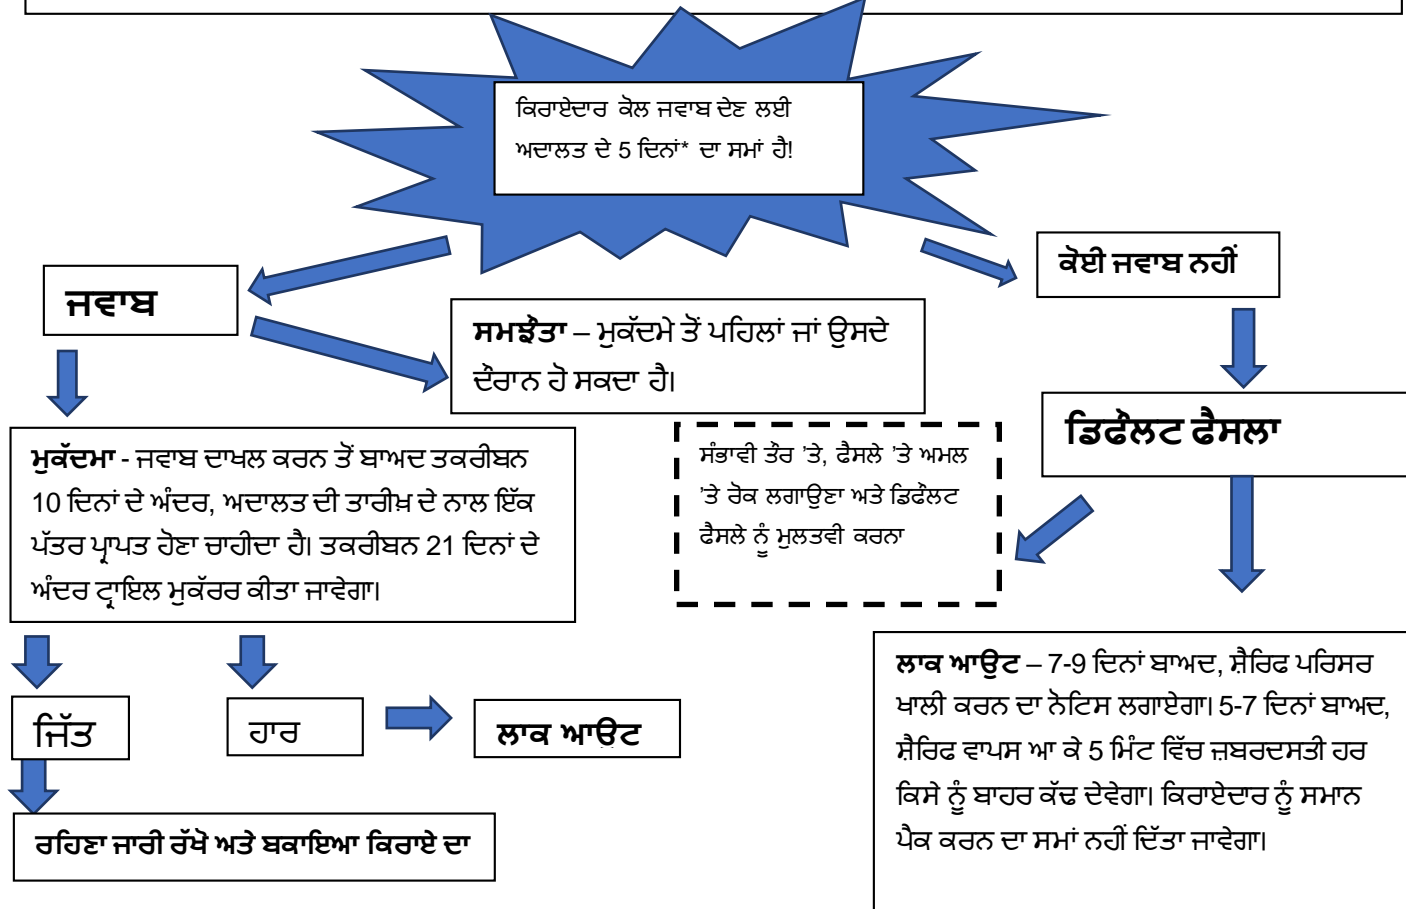 ਕਿਰਾਏਦਾਰ ਕੋਲ ਜਵਾਬ ਦੇਣ ਲਈ
ਅਦਾਲਤ ਦੇ 5 ਦਿਨਾਂ* ਦਾ ਸਮਾਂ ਹੈ!
ਕੋਈ ਜਵਾਬ ਨਹੀਂ
ਜਵਾਬ
ਸਮਝੌਤਾ – ਮੁਕੱਦਮੇ ਤੋਂ ਪਹਿਲਾਂ ਜਾਂ ਉਸਦੇ
ਦੌਰਾਨ ਹੋ ਸਕਦਾ ਹੈ।
ਡਿਫੌਲਟ ਫੈਸਲਾ
ਮੁਕੱਦਮਾ - ਜਵਾਬ ਦਾਖਲ ਕਰਨ ਤੋਂ ਬਾਅਦ ਤਕਰੀਬਨ
10 ਦਿਨਾਂ ਦੇ ਅੰਦਰ, ਅਦਾਲਤ ਦੀ ਤਾਰੀਖ਼ ਦੇ ਨਾਲ ਇੱਕ
ਪੱਤਰ ਪ੍ਰਾਪਤ ਹੋਣਾ ਚਾਹੀਦਾ ਹੈ। ਤਕਰੀਬਨ 21 ਦਿਨਾਂ ਦੇ
ਅੰਦਰ ਟ੍ਰਾਇਲ ਮੁਕੱਰਰ ਕੀਤਾ ਜਾਵੇਗਾ।
ਸੰਭਾਵੀ ਤੌਰ 'ਤੇ, ਫੈਸਲੇ 'ਤੇ ਅਮਲ
'ਤੇ ਰੋਕ ਲਗਾਉਣਾ ਅਤੇ ਡਿਫੌਲਟ
ਫੈਸਲੇ ਨੂੰ ਮੁਲਤਵੀ ਕਰਨਾ
ਜਿੱਤ
ਹਾਰ
ਲਾਕ ਆਊਟ
ਲਾਕ ਆਊਟ – 7-9 ਦਿਨਾਂ ਬਾਅਦ, ਸ਼ੈਰਿਫ ਪਰਿਸਰ
ਖਾਲੀ ਕਰਨ ਦਾ ਨੋਟਿਸ ਲਗਾਏਗਾ। 5-7 ਦਿਨਾਂ ਬਾਅਦ,
ਸ਼ੈਰਿਫ ਵਾਪਸ ਆ ਕੇ 5 ਮਿੰਟ ਵਿੱਚ ਜ਼ਬਰਦਸਤੀ ਹਰ
ਕਿਸੇ ਨੂੰ ਬਾਹਰ ਕੱਢ ਦੇਵੇਗਾ। ਕਿਰਾਏਦਾਰ ਨੂੰ ਸਮਾਨ
ਪੈਕ ਕਰਨ ਦਾ ਸਮਾਂ ਨਹੀਂ ਦਿੱਤਾ ਜਾਵੇਗਾ।
ਰਹਿਣਾ ਜਾਰੀ ਰੱਖੋ ਅਤੇ ਬਕਾਇਆ ਕਿਰਾਏ ਦਾ